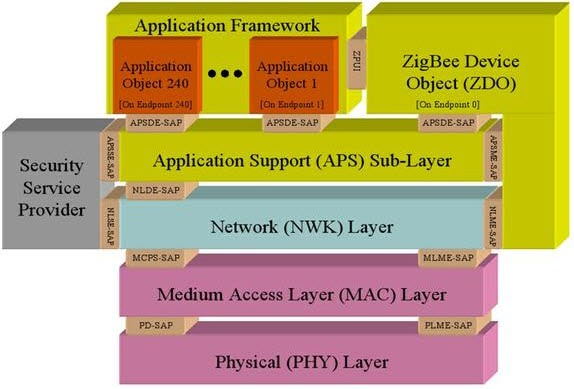 Application Framework
Application
Object 240
[On Endpoint 240]
Application
Object 1
[On Endpoint 1]
ZPUI
ZigBee Device
Object (ZDO)
[On Endpoint 0]
APSDE-SAP
APSDE-SAP
APSDE-SAP
Security
Service
Provider
APSSE-SAP
Application Support (APS) Sub-Layer
APSME-SAP
NLDE-SAP
NLSE-SAP
Network (NWK) Layer
NLME-SAP
MCPS-SAP
MLME-SAP
Medium Access Layer (MAC) Layer
PD-SAP
PLME-SAP
Physical (PHY) Layer